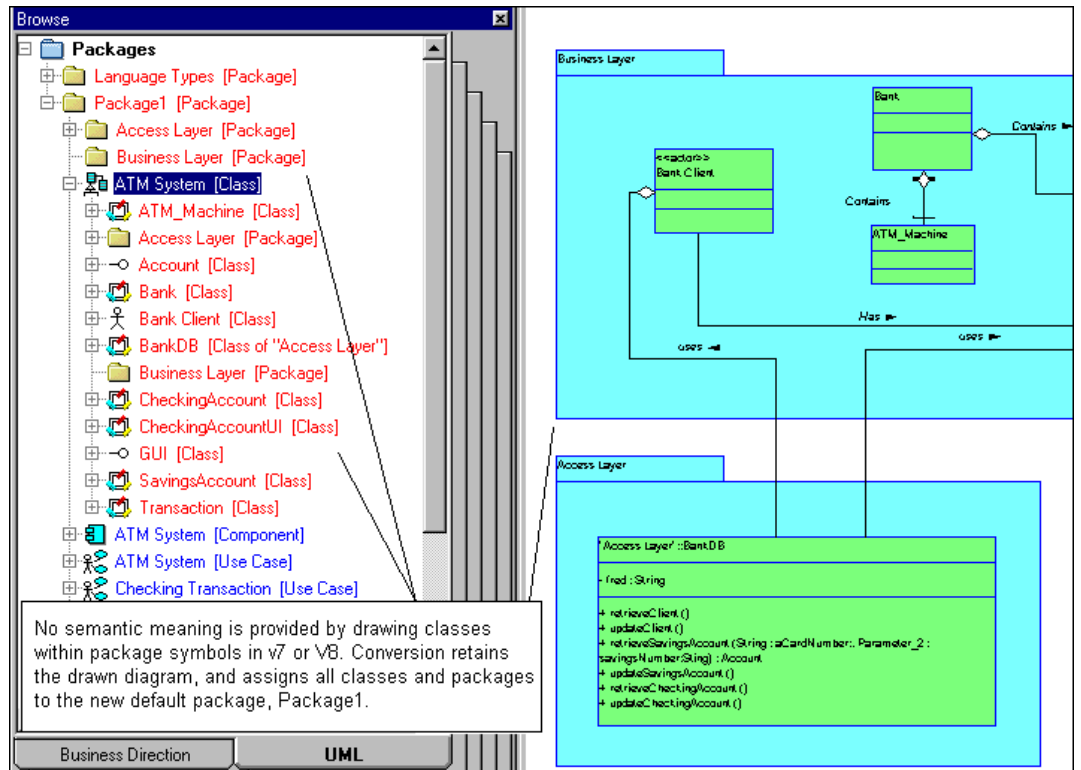 Browse
Packages
Language Types [Package]
Package1 [Package]
Access Layer [Package]
Business Layer [Package]
ATM System [Class]
ATM_Machine [Class]
Access Layer [Package]
Account [Class]
Bank [Class]
Bank Client [Class]
BankDB [Class of "Access Layer"]
Business Layer [Package]
CheckingAccount [Class]
CheckingAccountUI [Class]
GUI [Class]
SavingsAccount [Class]
Transaction [Class]
ATM System [Component]
ATM System [Use Case]
Checking Transaction [Use Case]
No semantic meaning is provided by drawing classes
within package symbols in v7 or V8. Conversion retains
the drawn diagram, and assigns all classes and packages
to the new default package, Package1.
Business Direction
UML
Business Layer
Bank
Contains
<<actor>>
Bank Client
Contains
ATM_Machine
Has
uses
uses
Access Layer
'Access Layer'::BankDB
- fred : String
+ retrieveClient ()
+ updateClient ()
+ retrieveSavingsAccount (String : aCardNumber:, Parameter_2 :
savingsNumber:Sting) : Account
+ updateSavingsAccount ()
+ retrieveCheckingAccount ()
+ updateCheckingAccount ()